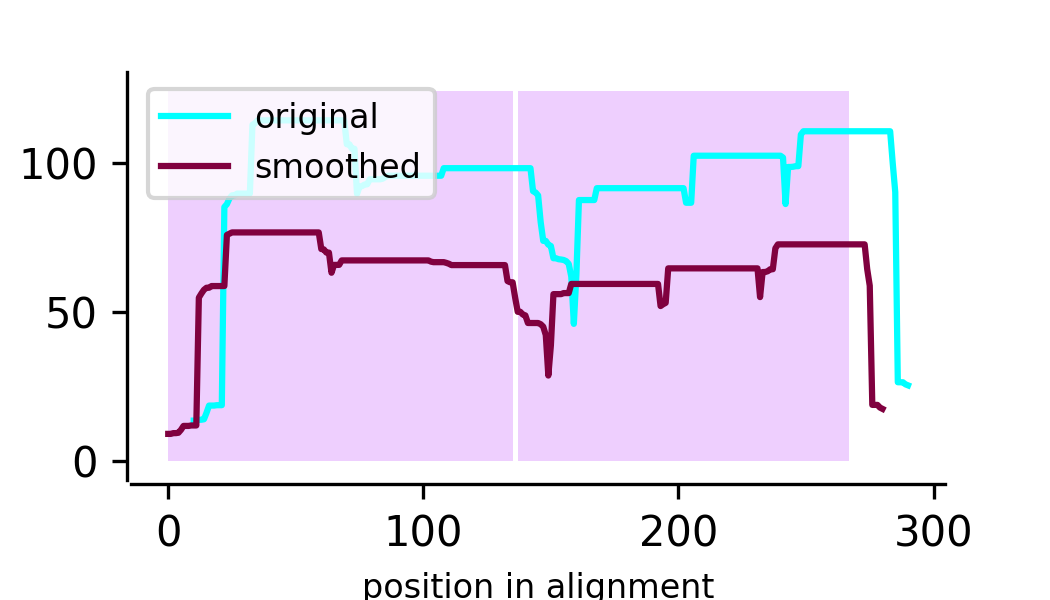 original
smoothed
100
50
0
0 100 200 300
position in alignment